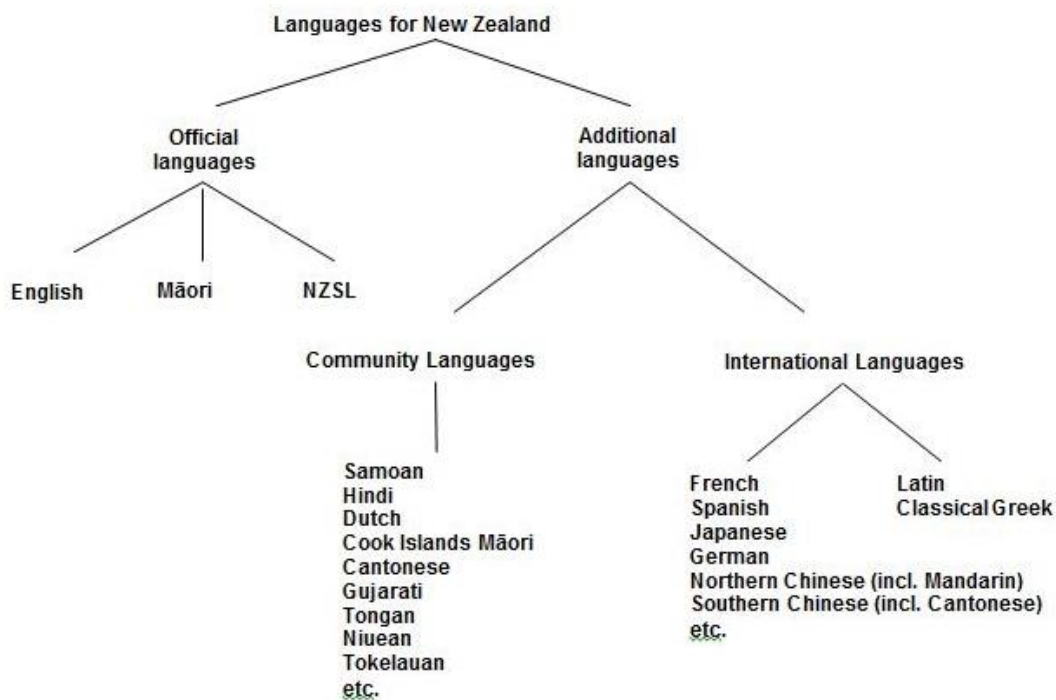 Languages for New Zealand
Official
languages
Additional
languages
English
Māori
NZSL
Community Languages
International Languages
Samoan
Hindi
Dutch
Cook Islands Māori
Cantonese
Gujarati
Tongan
Niuean
Tokelauan
etc.
French
Spanish
Japanese
German
Northern Chinese (incl. Mandarin)
Southern Chinese (incl. Cantonese)
etc.
Latin
Classical Greek